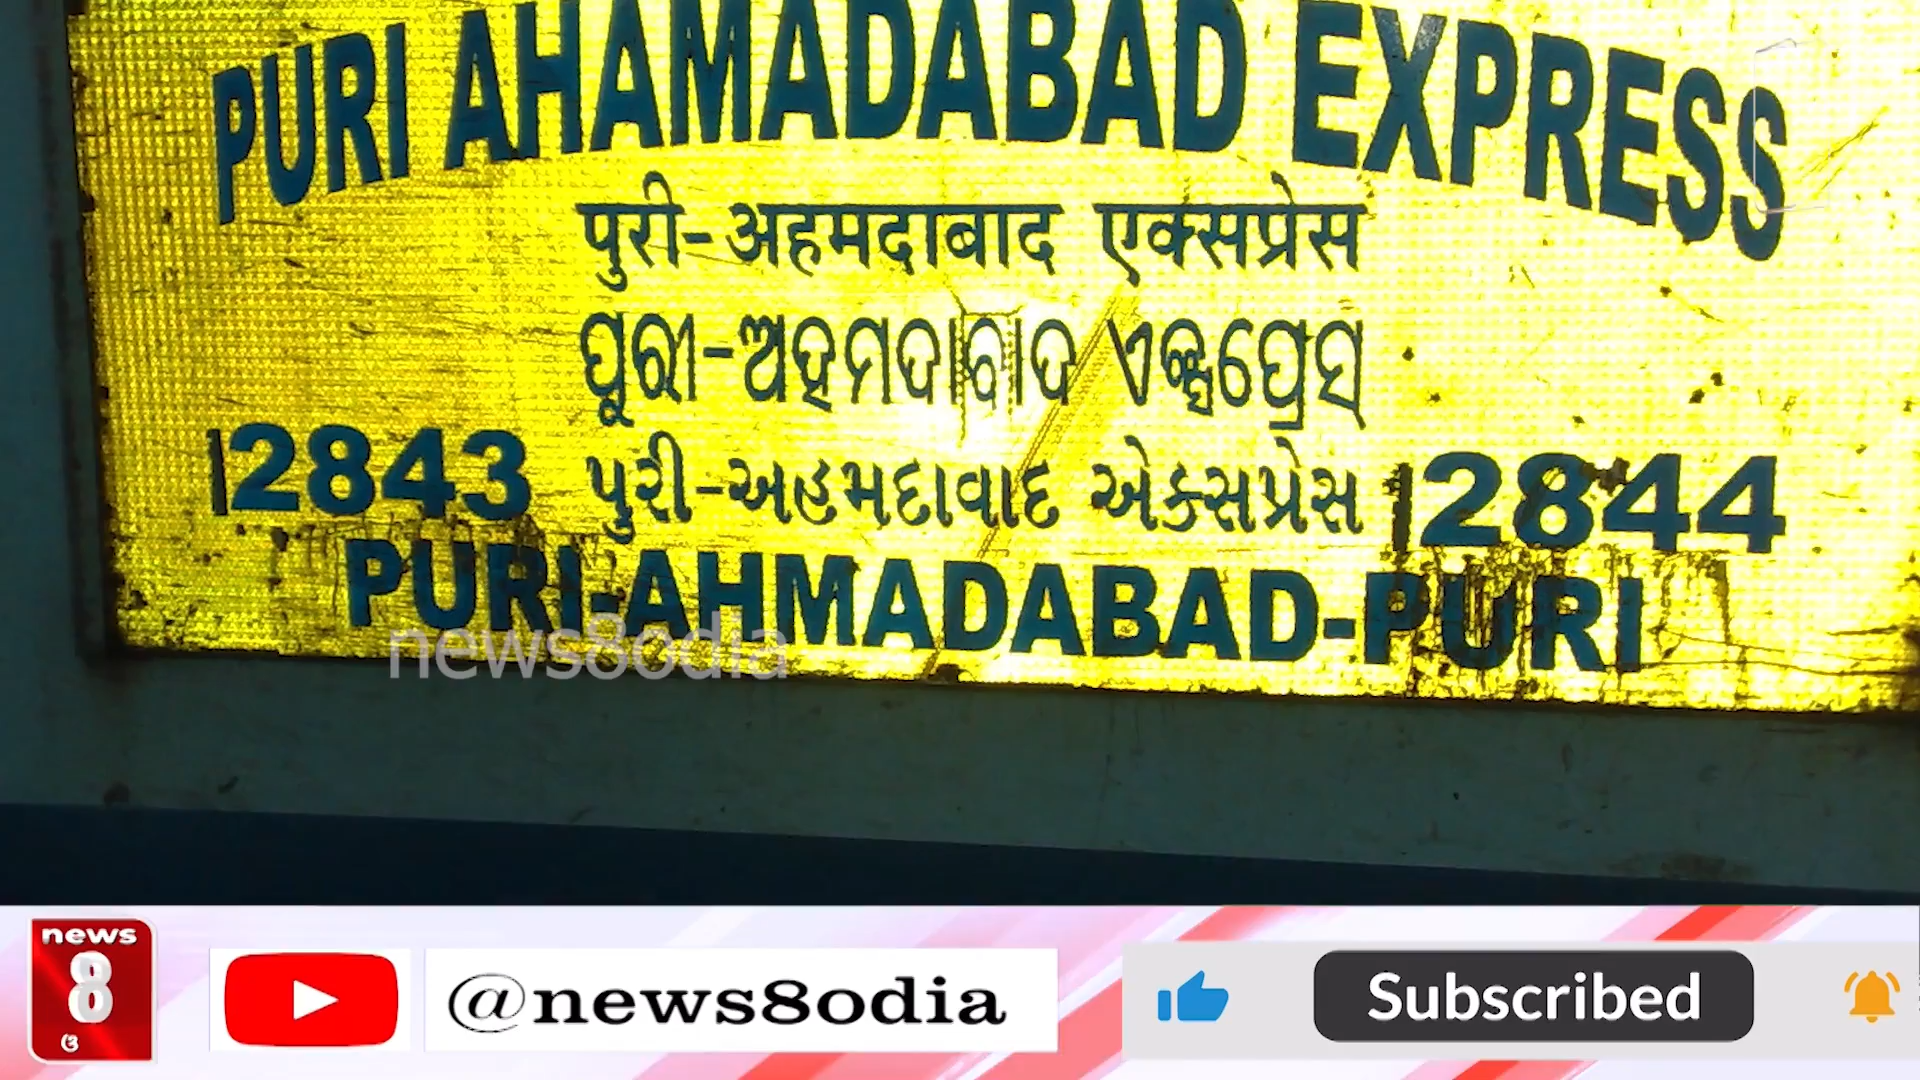 PURI AHAMADABAD EXPRESS
पुरी-अहमदाबाद एक्सप्रेस
ପୁରୀ-ଅହମଦାବାଦ ଏକ୍ସପ୍ରେସ
12843 પુરી-અહમદાવાદ એક્સપ્રેસ 12844
PURI-AHMADABAD-PURI
news8odia
news
8
ଓ
@news8odia
Subscribed